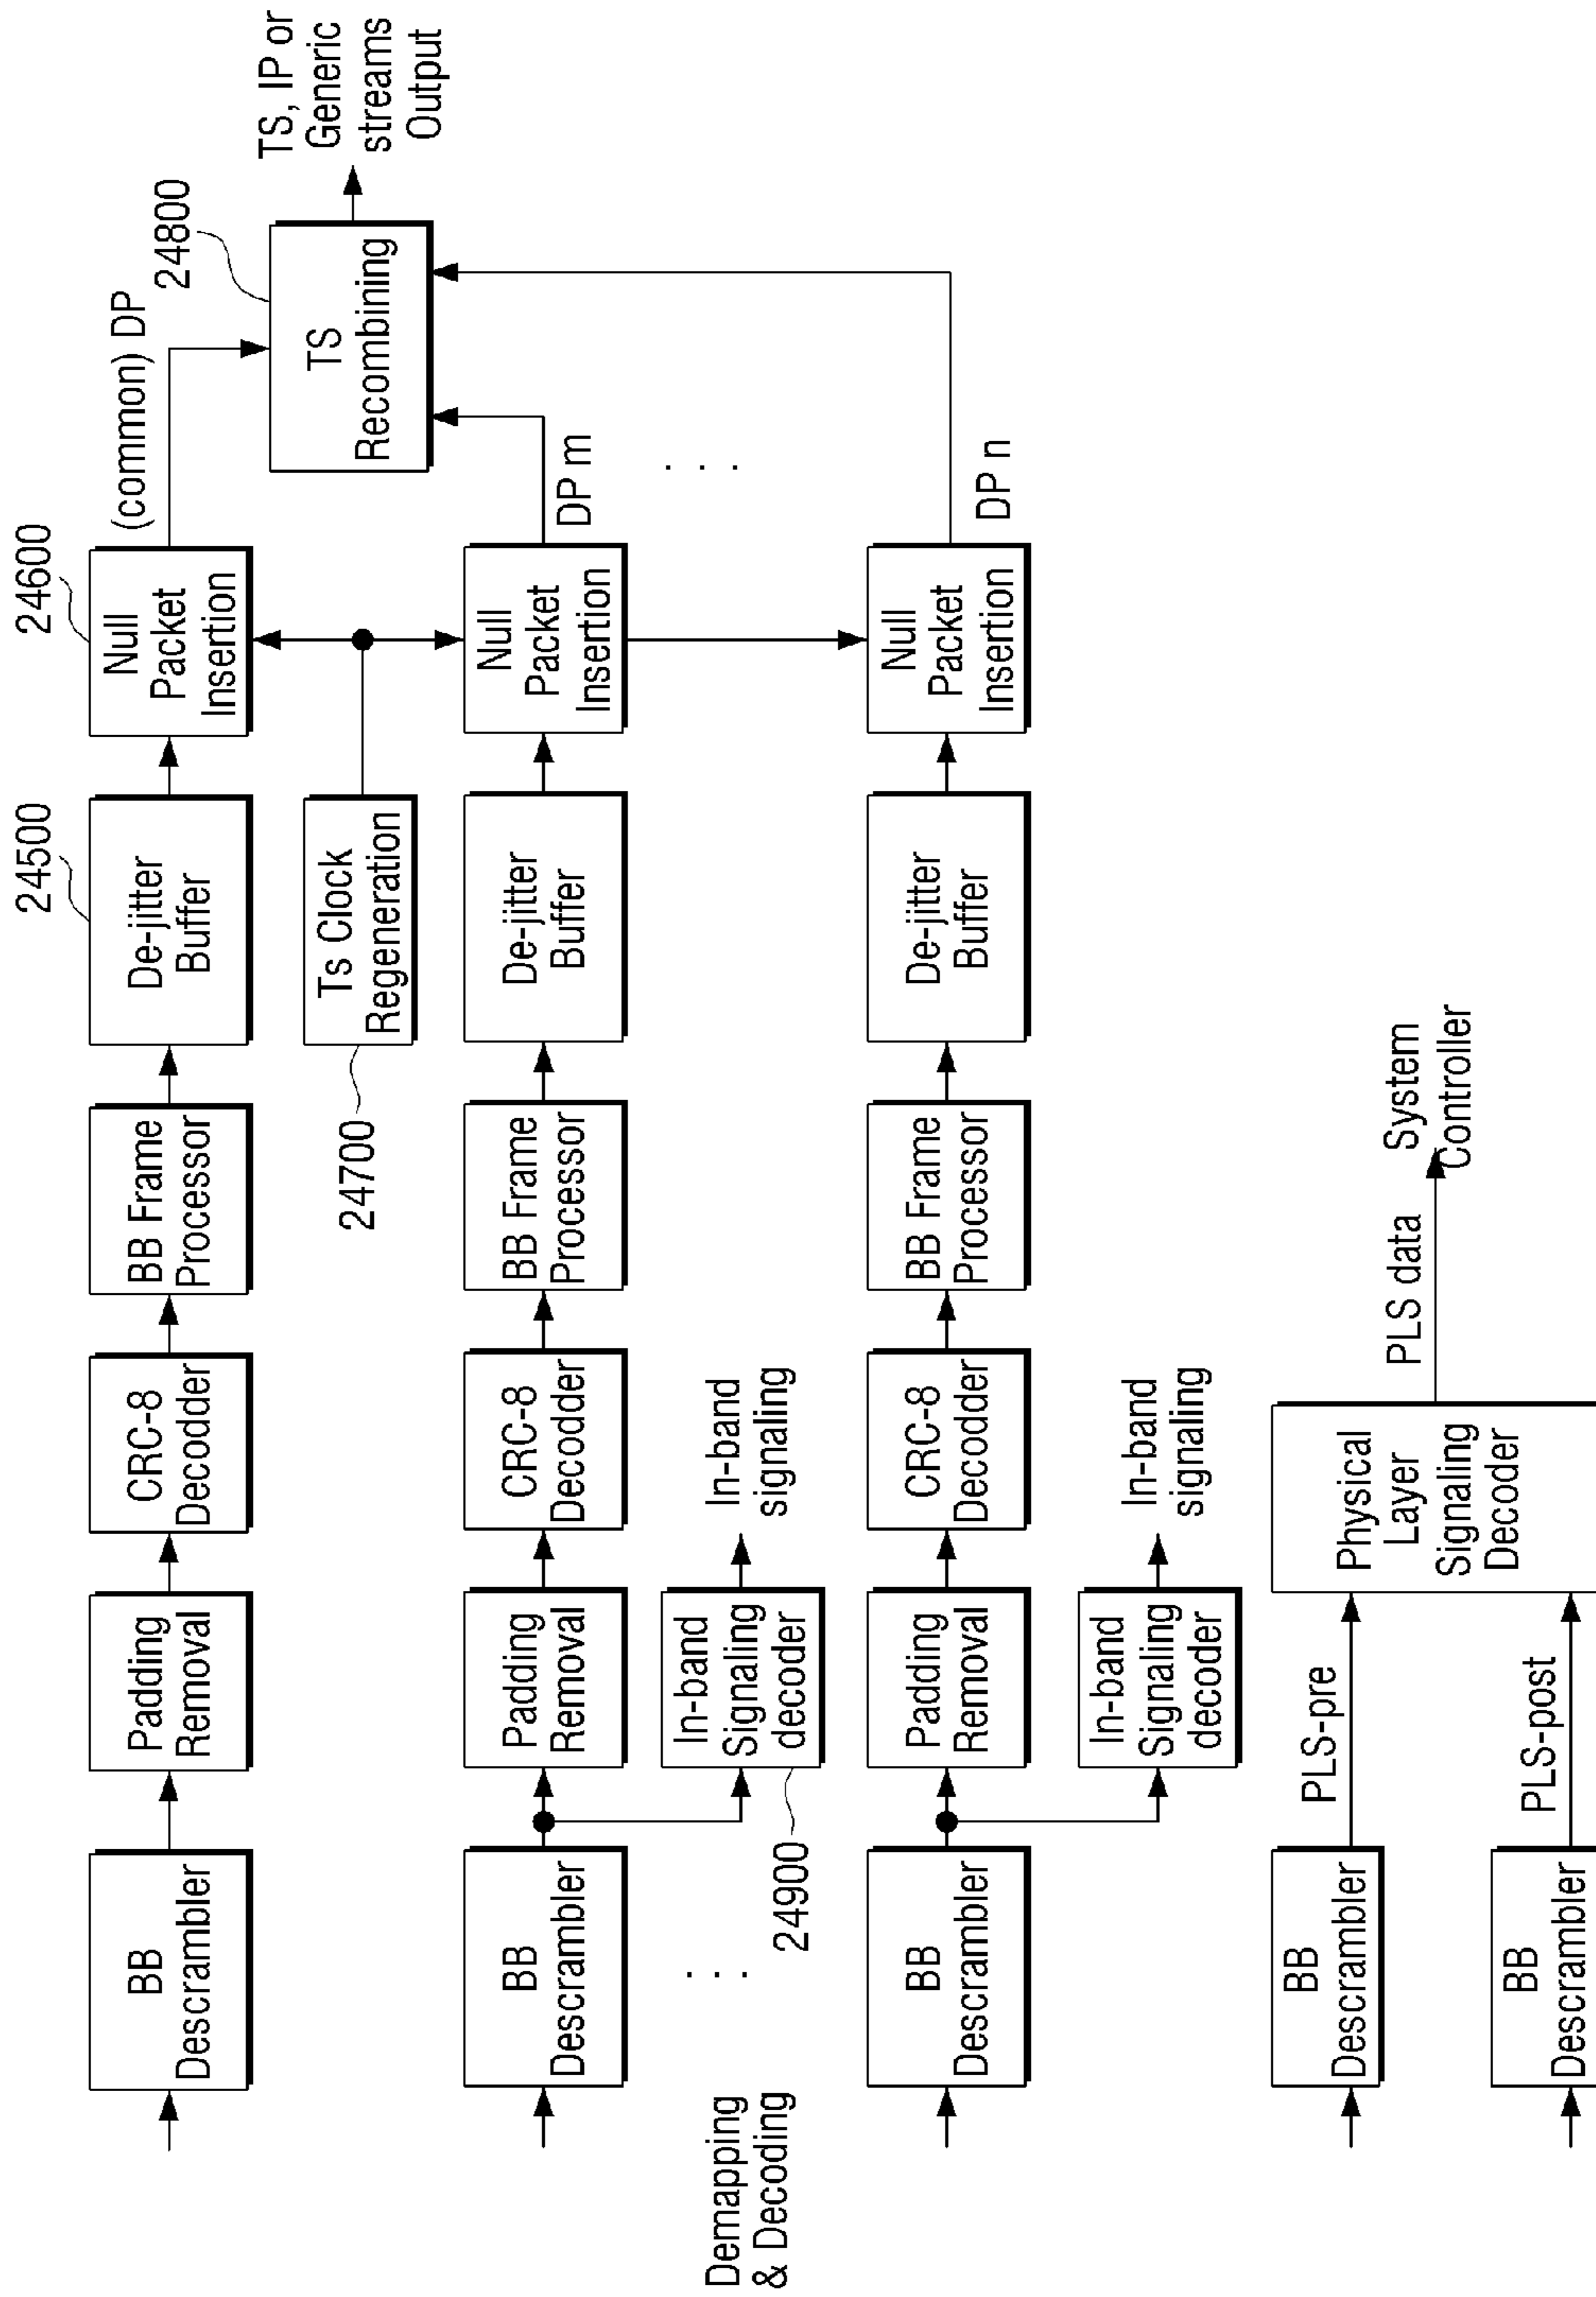 24500
24600
24800
BB
Descrambler
Padding
Removal
CRC-8
Decodder
BB Frame
Processor
De-jitter
Buffer
Null
Packet
Insertion
(common) DP
TS
Recombining
TS, IP or
Generic
streams
Output
24700
Ts Clock
Regeneration
BB
Descrambler
Padding
Removal
CRC-8
Decodder
BB Frame
Processor
De-jitter
Buffer
Null
Packet
Insertion
DP m
. . .
In-band
Signaling
decoder
In-band
signaling
24900
. . .
Demapping
& Decoding
BB
Descrambler
Padding
Removal
CRC-8
Decodder
BB Frame
Processor
De-jitter
Buffer
Null
Packet
Insertion
DP n
In-band
Signaling
decoder
In-band
signaling
BB
Descrambler
PLS-pre
Physical
Layer
Signaling
Decoder
PLS data
System
Controller
BB
Descrambler
PLS-post